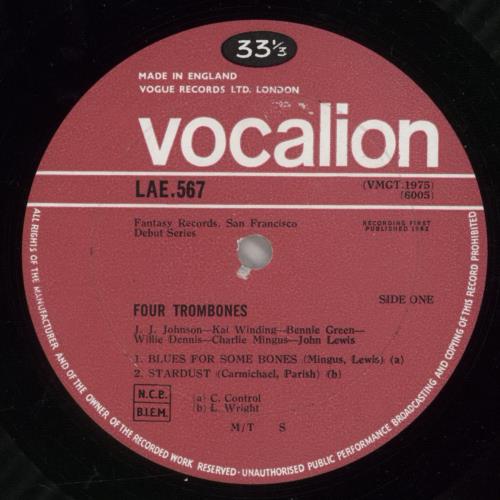 33⅓
MADE IN ENGLAND
VOGUE RECORDS LTD. LONDON
vocalion
LAE.567
(VMGT.1975)
(6005)
Fantasy Records. San Francisco
Debut Series
RECORDING FIRST
PUBLISHED 1962
FOUR TROMBONES
SIDE ONE
J. J. Johnson—Kai Winding—Bennie Green—
Willie Dennis—Charlie Mingus—John Lewis
1. BLUES FOR SOME BONES (Mingus, Lewis) (a)
2. STARDUST (Carmichael, Parish) (b)
N.C.B.
B.I.E.M.
(a) C. Control
(b) L. Wright
M/T S
ALL RIGHTS OF THE MANUFACTURER AND OF THE OWNER OF THE RECORDED WORK RESERVED · UNAUTHORISED PUBLIC PERFORMANCE BROADCASTING AND COPYING OF THIS RECORD PROHIBITED